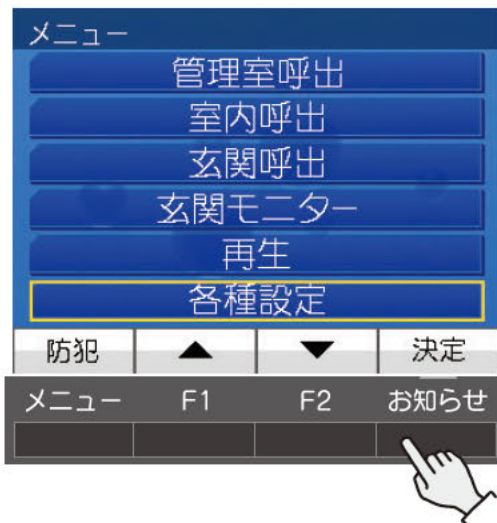 メニュー
管理室呼出
室内呼出
玄関呼出
玄関モニター
再生
各種設定
防犯 ▲ ▼ 決定
メニュー F1 F2 お知らせ